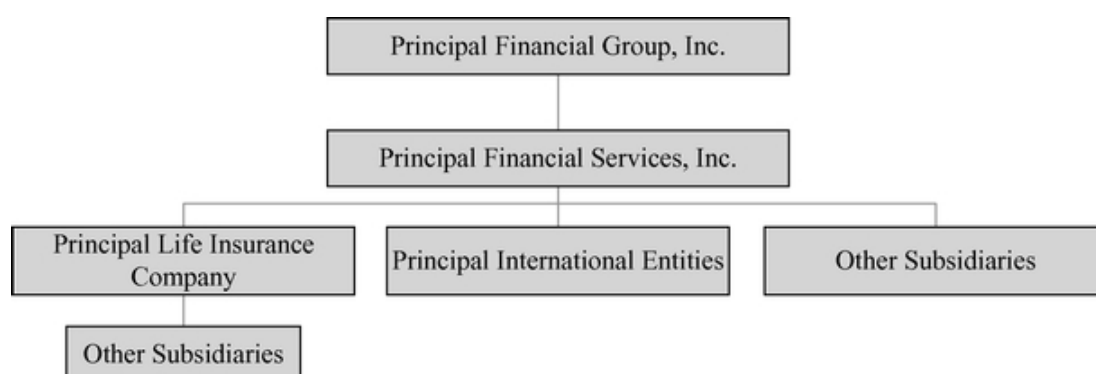 Principal Financial Group, Inc.
Principal Financial Services, Inc.
Principal Life Insurance
Company
Principal International Entities
Other Subsidiaries
Other Subsidiaries